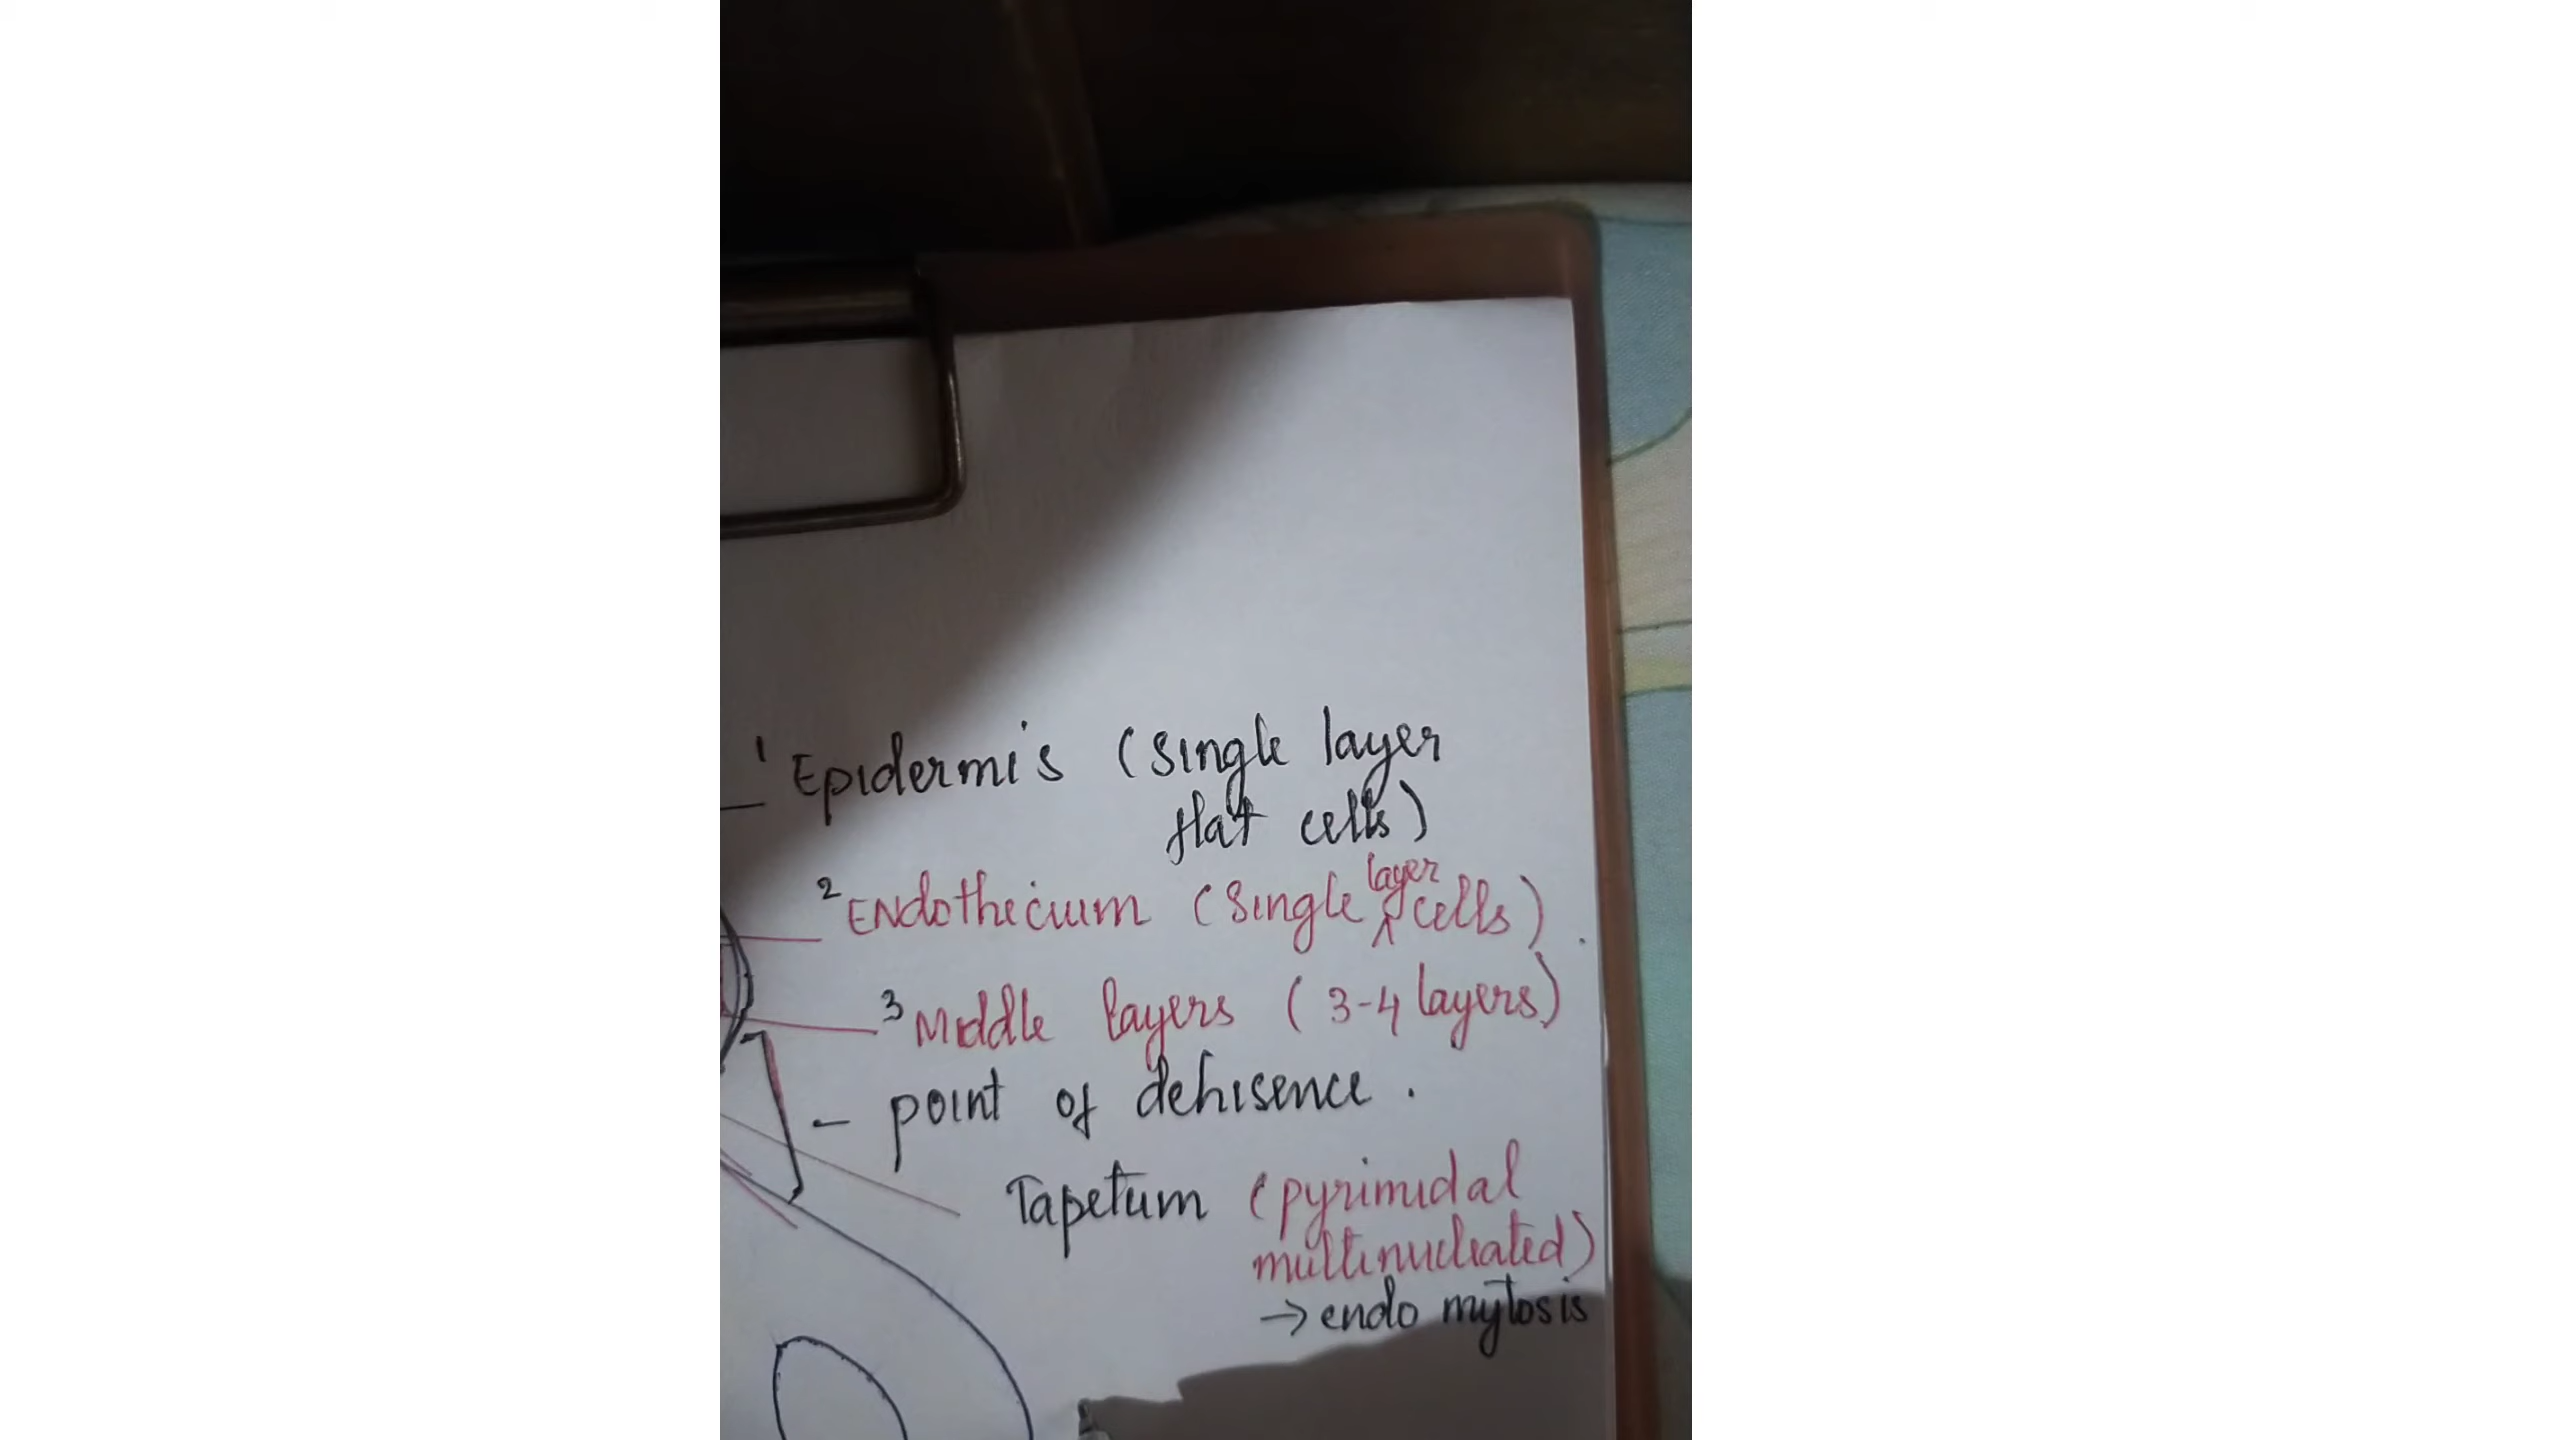 1 Epidermis (single layer
flat cells)
2 Endothecium (single layer cells).
3 Middle layers (3-4 layers)
- point of dehisence.
Tapetum (pyrimidal
multinucleated)
→ endo mytosis